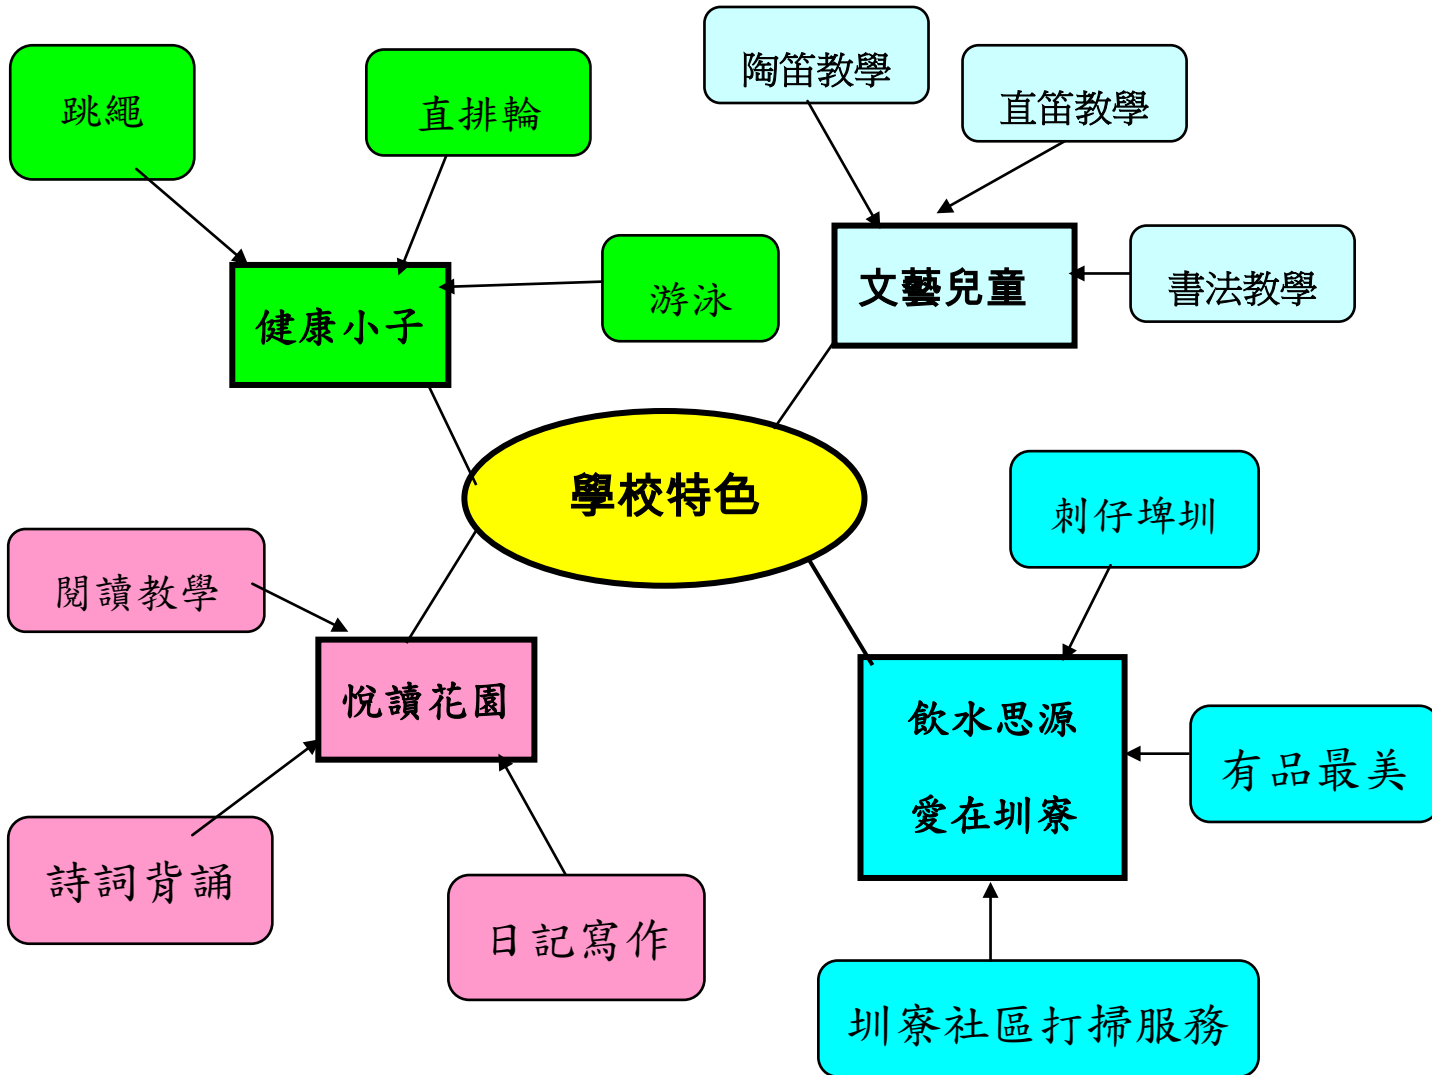 陶笛教學
跳繩
直排輪
直笛教學
游泳
文藝兒童
書法教學
健康小子
學校特色
刺仔埤圳
閱讀教學
悅讀花園
飲水思源
愛在圳寮
有品最美
詩詞背誦
日記寫作
圳寮社區打掃服務